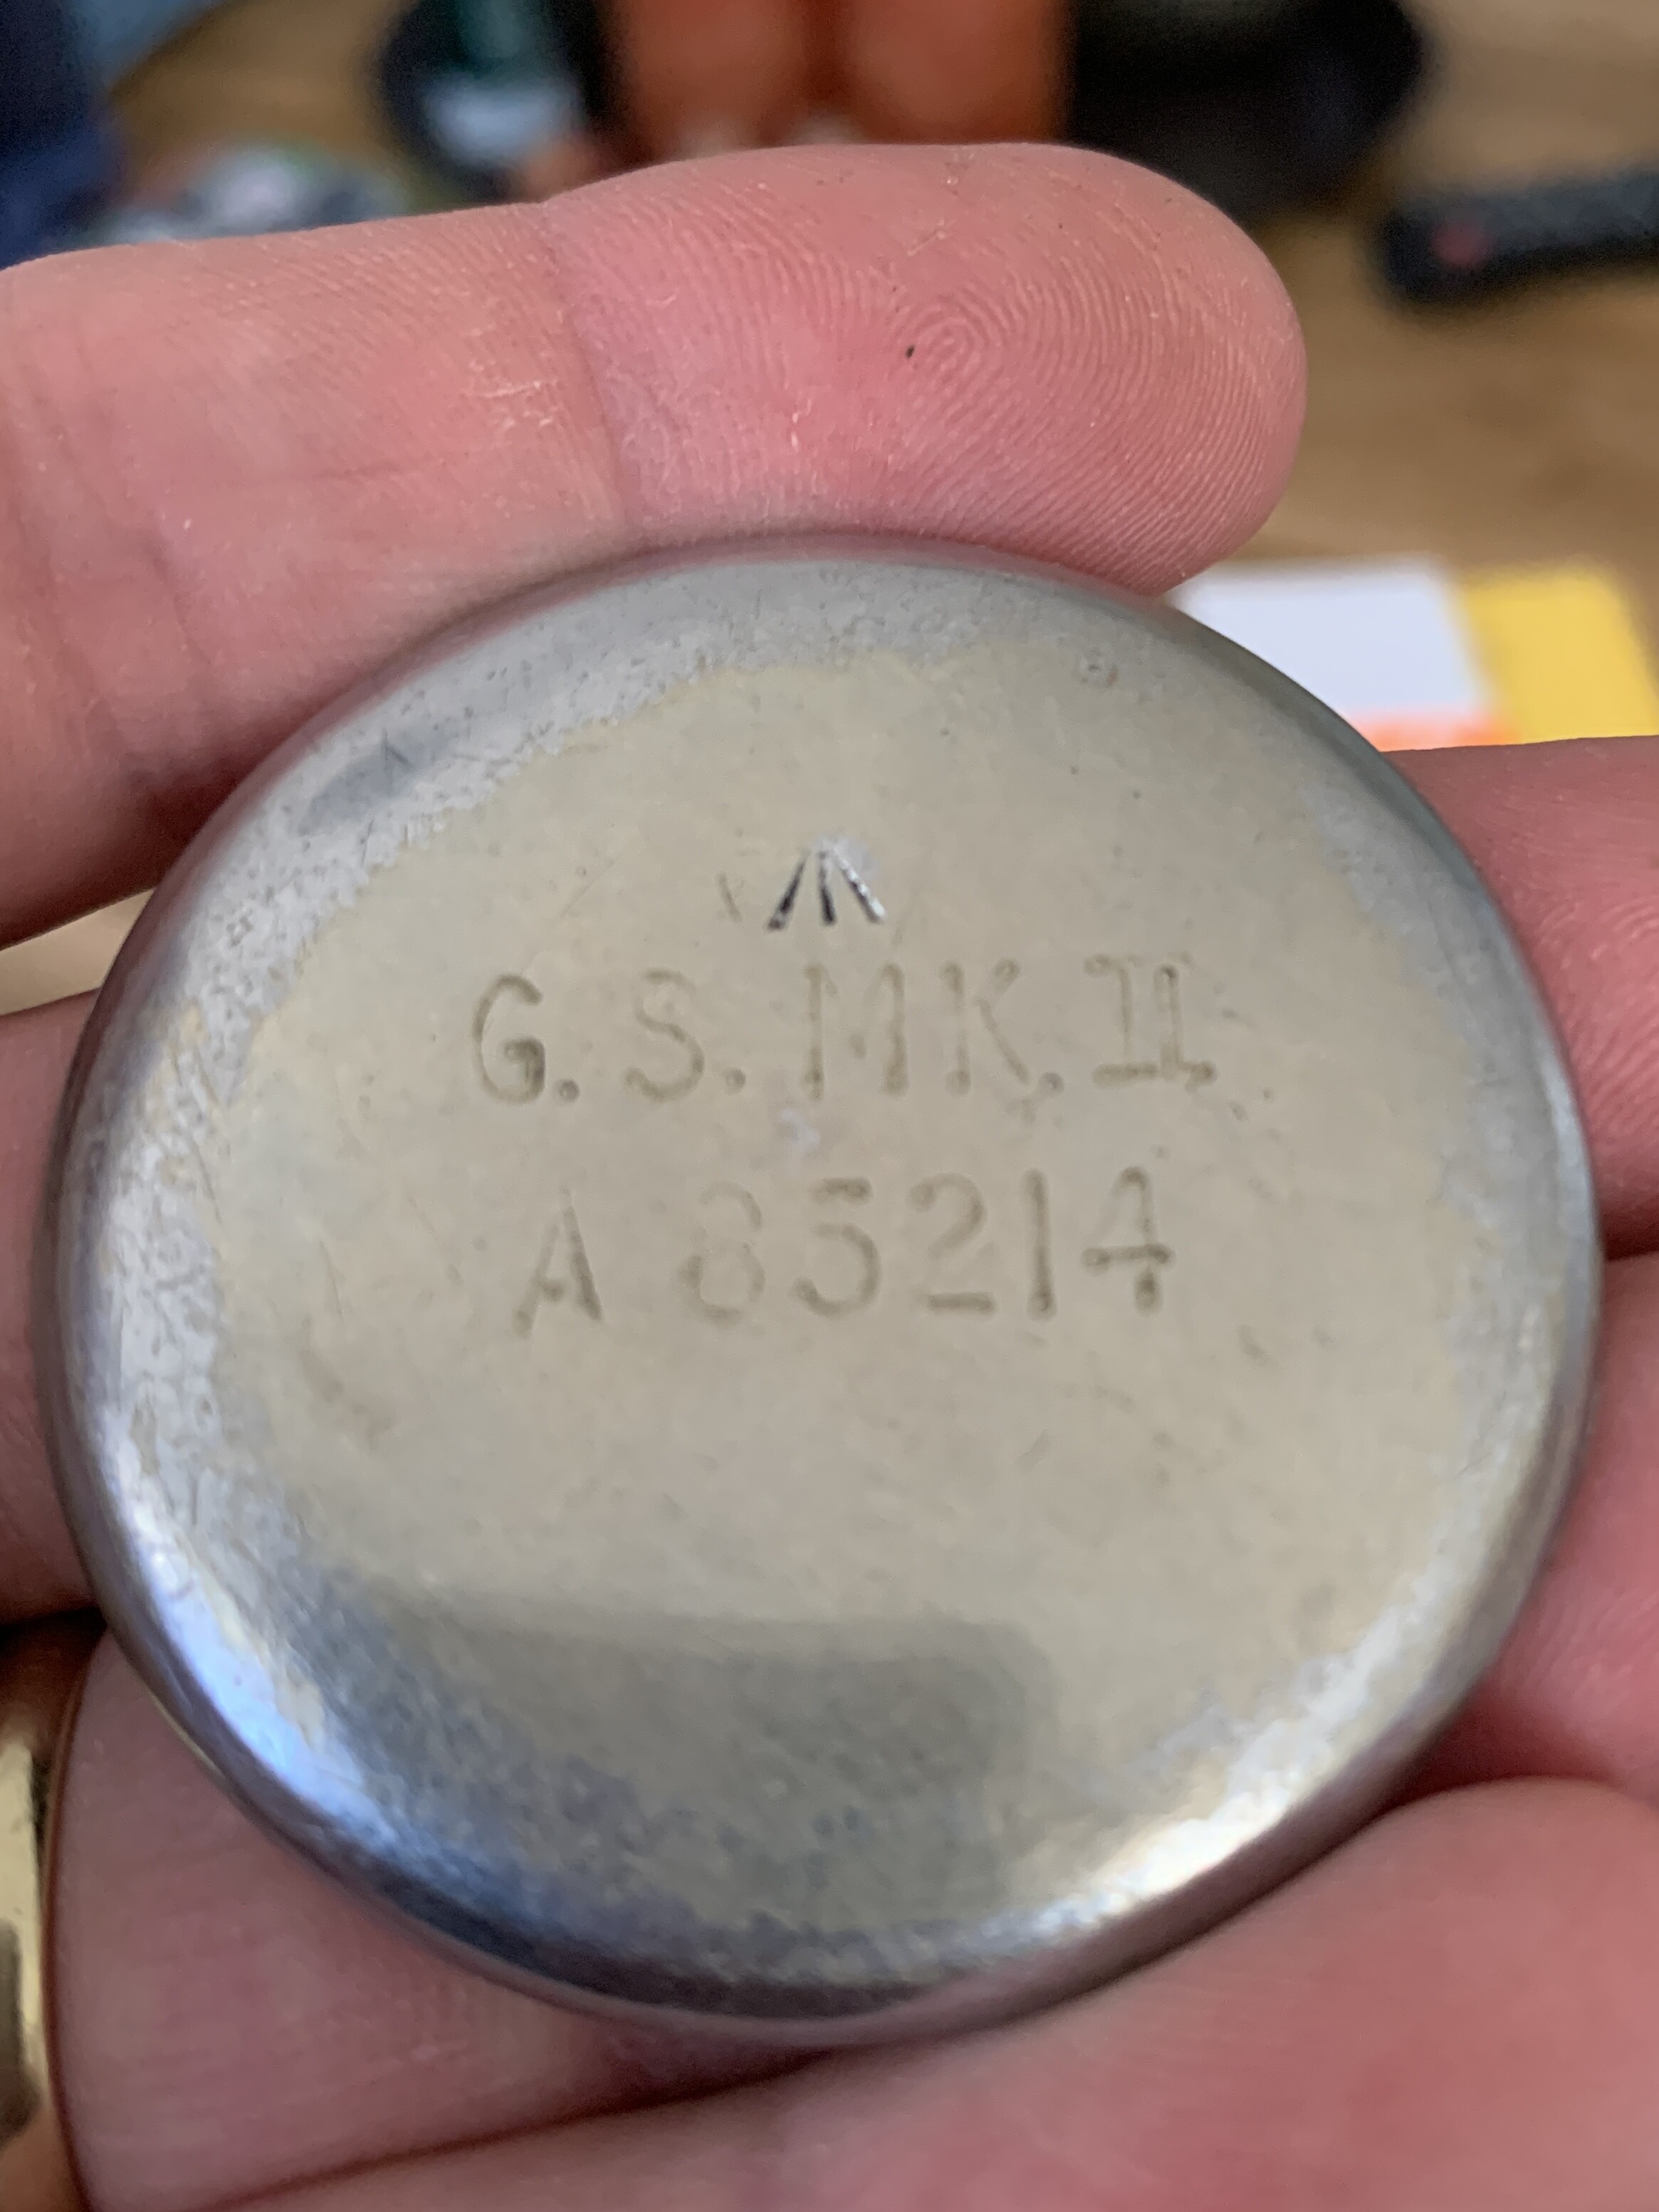 G. S. MK. II
A 85214